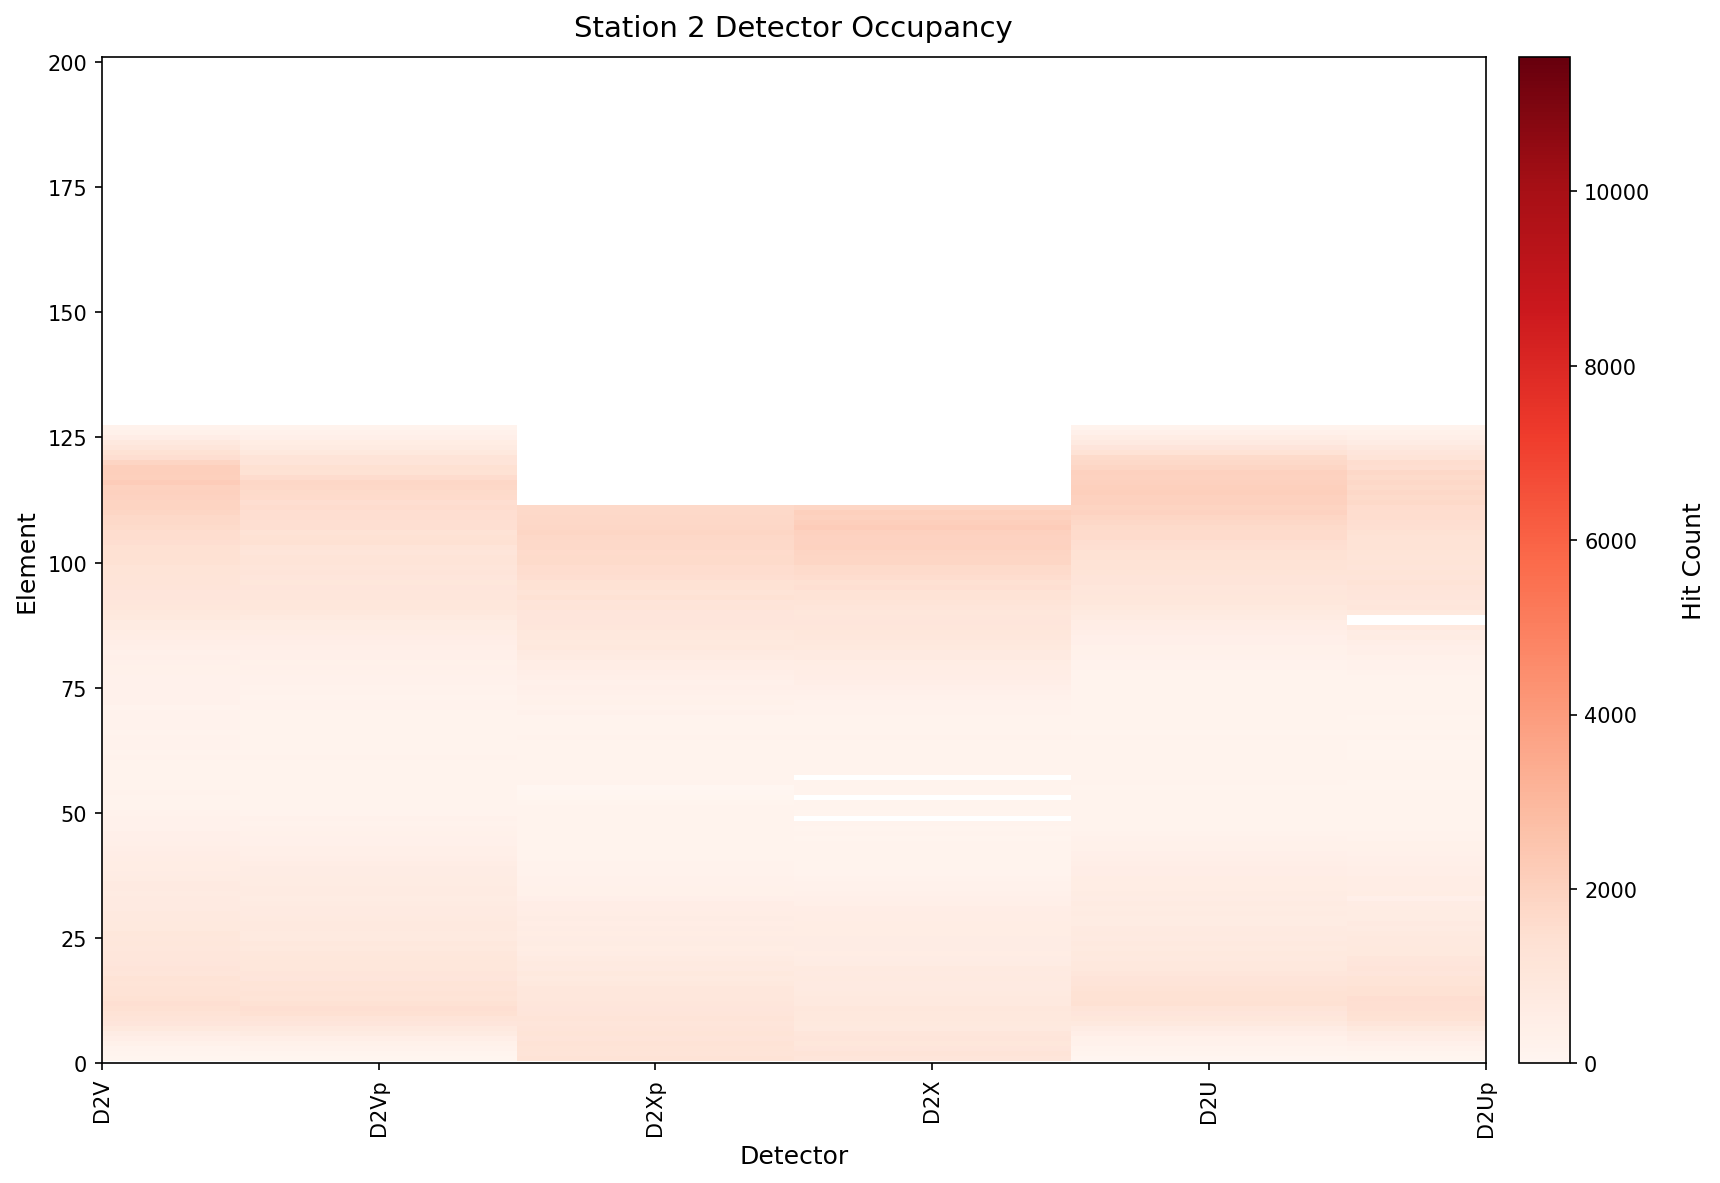 Station 2 Detector Occupancy
200
175
150
125
100
75
50
25
0
Element
D2V
D2Vp
D2Xp
D2X
D2U
D2Up
Detector
10000
8000
6000
4000
2000
0
Hit Count